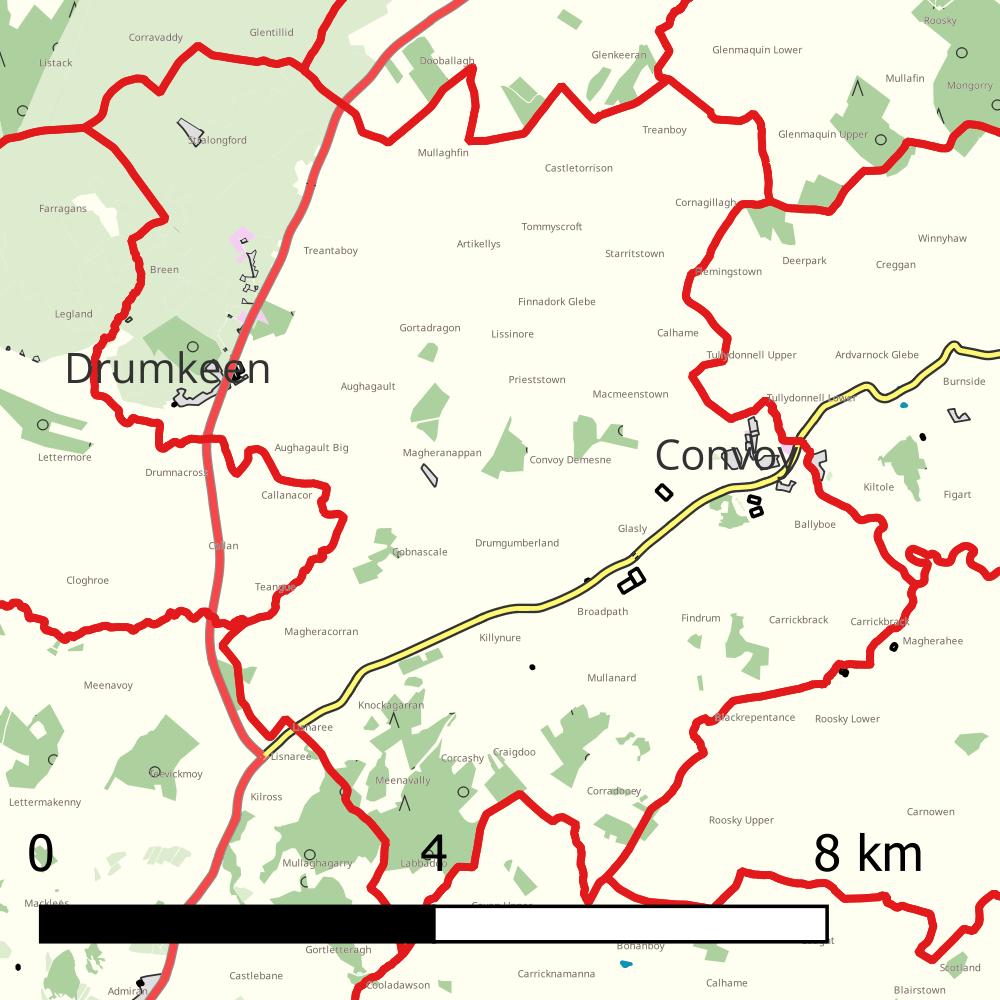 Roosky
Glentillid
Corravaddy
Glenmaquin Lower
Glenkeeran
Dooballagh
Listack
Mullafin
Mongorry
Treanboy
Glenmaquin Upper
Stralongford
Mullaghfin
Castletorrison
Cornagillagh
Farragans
Tommyscroft
Winnyhaw
Artikellys
Treantaboy
Starritstown
Deerpark
Creggan
Breen
Flemingstown
Finnadork Glebe
Legland
Gortadragon
Lissinore
Calhame
Tullydonnell Upper
Ardvarnock Glebe
Drumkeen
Prieststown
Burnside
Aughagault
Macmeenstown
Tullydonnell Lower
Aughagault Big
Magheranappan
Convoy
Lettermore
Convoy Demesne
Drumnacross
Kiltole
Figart
Callanacor
Ballyboe
Glasly
Callan
Drumgumberland
Gobnascale
Cloghroe
Teangue
Broadpath
Findrum
Carrickbrack
Carrickbrack
Magheracorran
Killynure
Magherahee
Mullanard
Meenavoy
Knockagarran
Blackrepentance
Roosky Lower
Lisnaree
Lisnaree
Craigdoo
Corcashy
Teevickmoy
Meenavally
Corradooey
Kilross
Lettermakenny
Carnowen
Roosky Upper
0
4
8 km
Mullaghagarry
Labbadoo
Macklees
Gortletteragh
Bohanboy
Scotland
Castlebane
Carricknamanna
Calhame
Cooladawson
Admiran
Blairstown